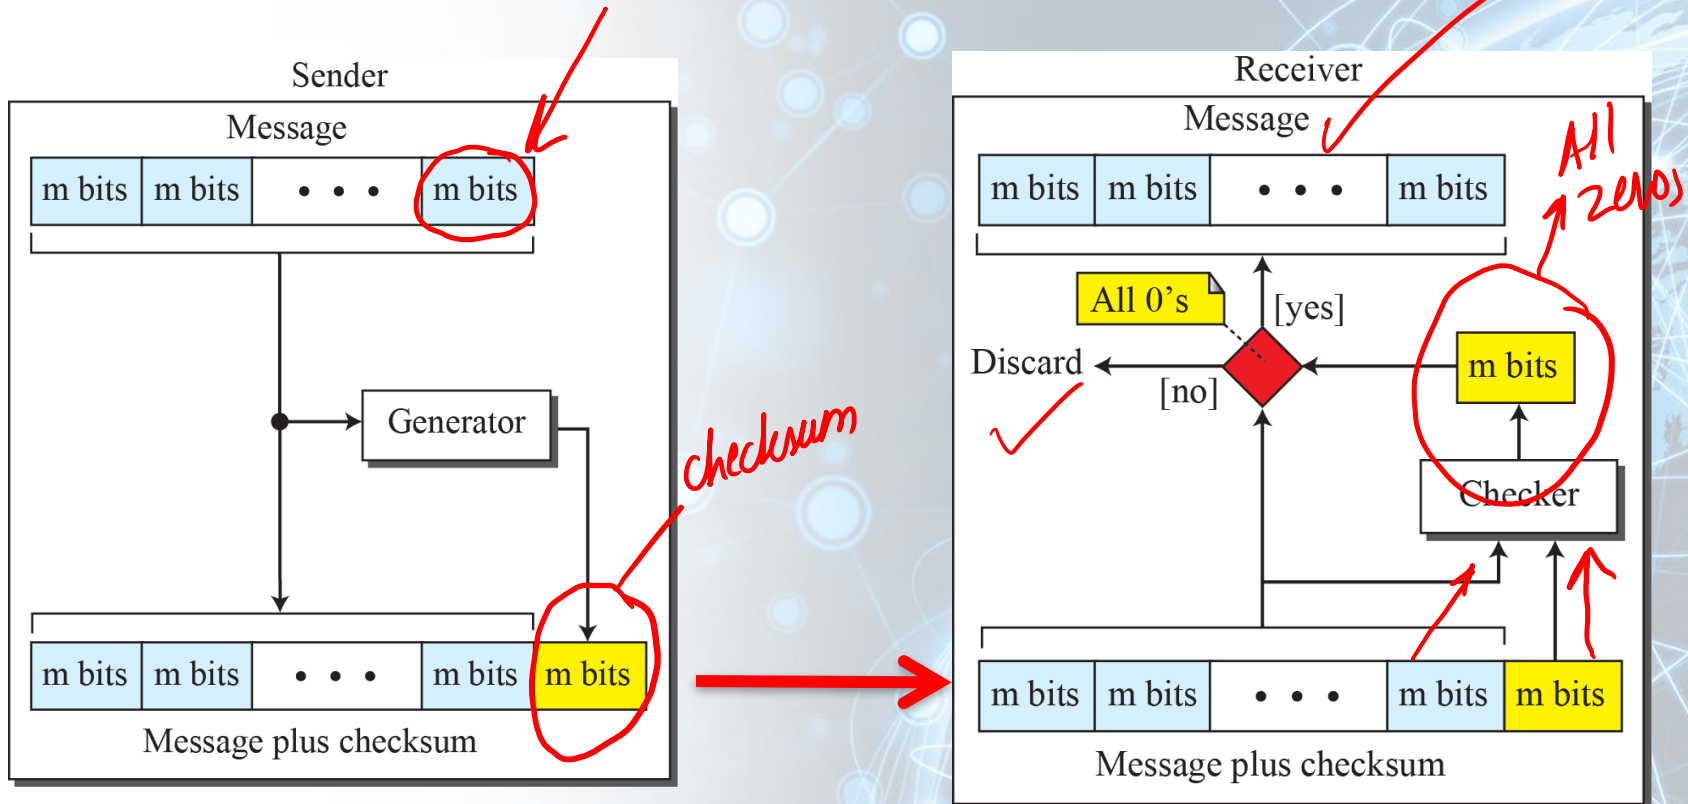 Sender
Message
m bits m bits • • • m bits
Generator
checksum
m bits m bits • • • m bits m bits
Message plus checksum
Receiver
Message
All
zeros
m bits m bits • • • m bits
All 0's
[yes]
Discard
[no]
m bits
Checker
m bits m bits • • • m bits m bits
Message plus checksum